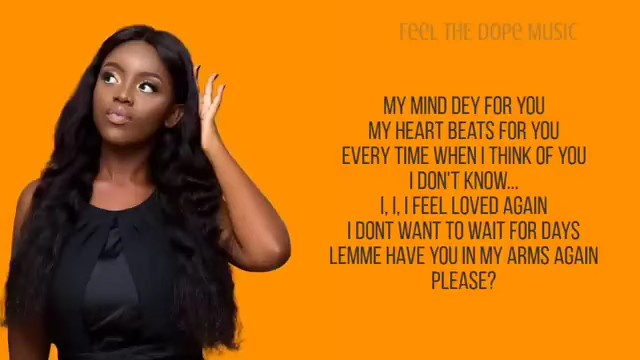 FEEL THE DOPE MUSIC
MY MIND DEY FOR YOU
MY HEART BEATS FOR YOU
EVERY TIME WHEN I THINK OF YOU
I DON'T KNOW...
I, I, I FEEL LOVED AGAIN
I DONT WANT TO WAIT FOR DAYS
LEMME HAVE YOU IN MY ARMS AGAIN
PLEASE?